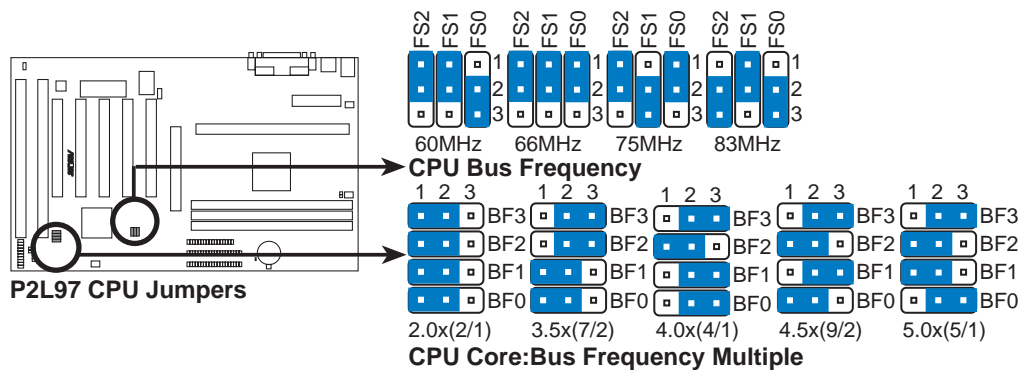 FS2 FS1 FS0 FS2 FS1 FS0 FS2 FS1 FS0 FS2 FS1 FS0
1 1 1 1
2 2 2 2
3 3 3 3
60MHz 66MHz 75MHz 83MHz
CPU Bus Frequency
1 2 3 1 2 3 1 2 3 1 2 3 1 2 3
BF3 BF3 BF3 BF3 BF3
BF2 BF2 BF2 BF2 BF2
BF1 BF1 BF1 BF1 BF1
BF0 BF0 BF0 BF0 BF0
2.0x(2/1) 3.5x(7/2) 4.0x(4/1) 4.5x(9/2) 5.0x(5/1)
CPU Core:Bus Frequency Multiple
ASUS
P2L97 CPU Jumpers